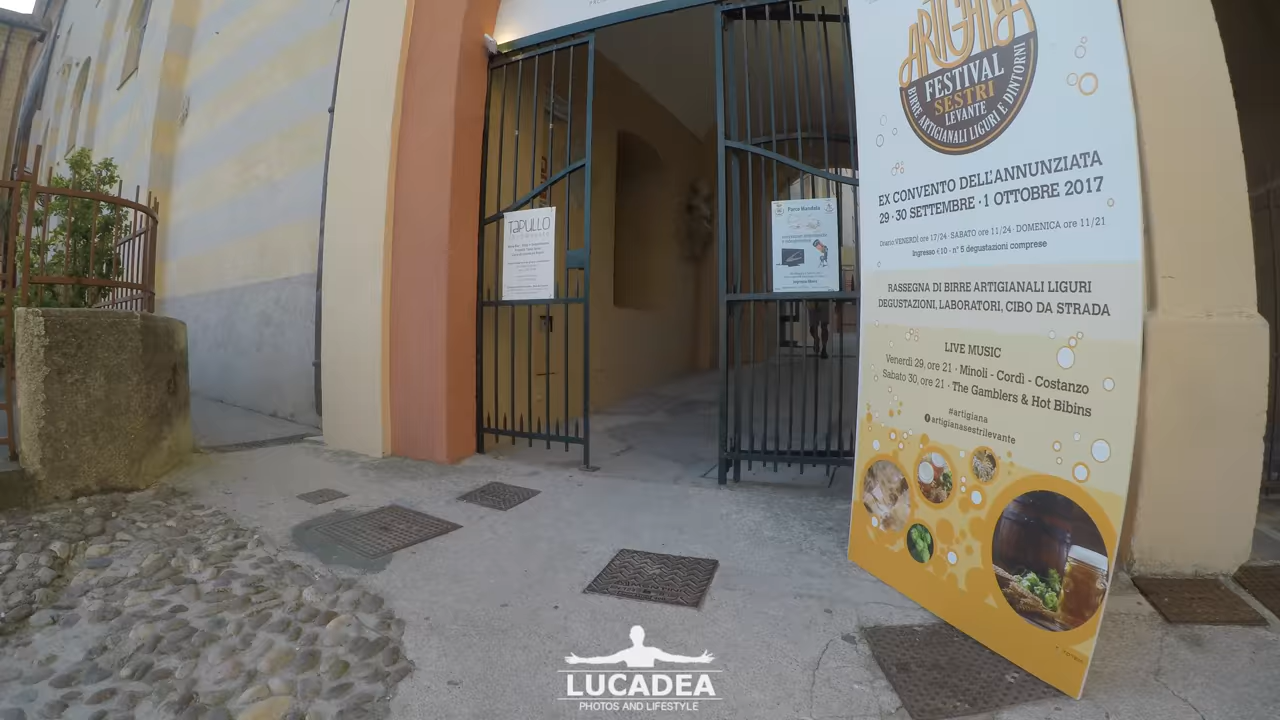 TAPULLO
Parco Mandela
ARTIGIANA
FESTIVAL
SESTRI
LEVANTE
BIRRE ARTIGIANALI LIGURI E DINTORNI
EX CONVENTO DELL'ANNUNZIATA
29 · 30 SETTEMBRE · 1 OTTOBRE 2017
Orario: VENERDÌ ore 17/24 · SABATO ore 11/24 · DOMENICA ore 11/21
Ingresso €10 - n° 5 degustazioni comprese
RASSEGNA DI BIRRE ARTIGIANALI LIGURI
DEGUSTAZIONI, LABORATORI, CIBO DA STRADA
LIVE MUSIC
Venerdì 29, ore 21 · Minoli - Cordì - Costanzo
Sabato 30, ore 21 · The Gamblers & Hot Bibins
#artigiana
artigianasestrilevante
LUCADEA
PHOTOS AND LIFESTYLE